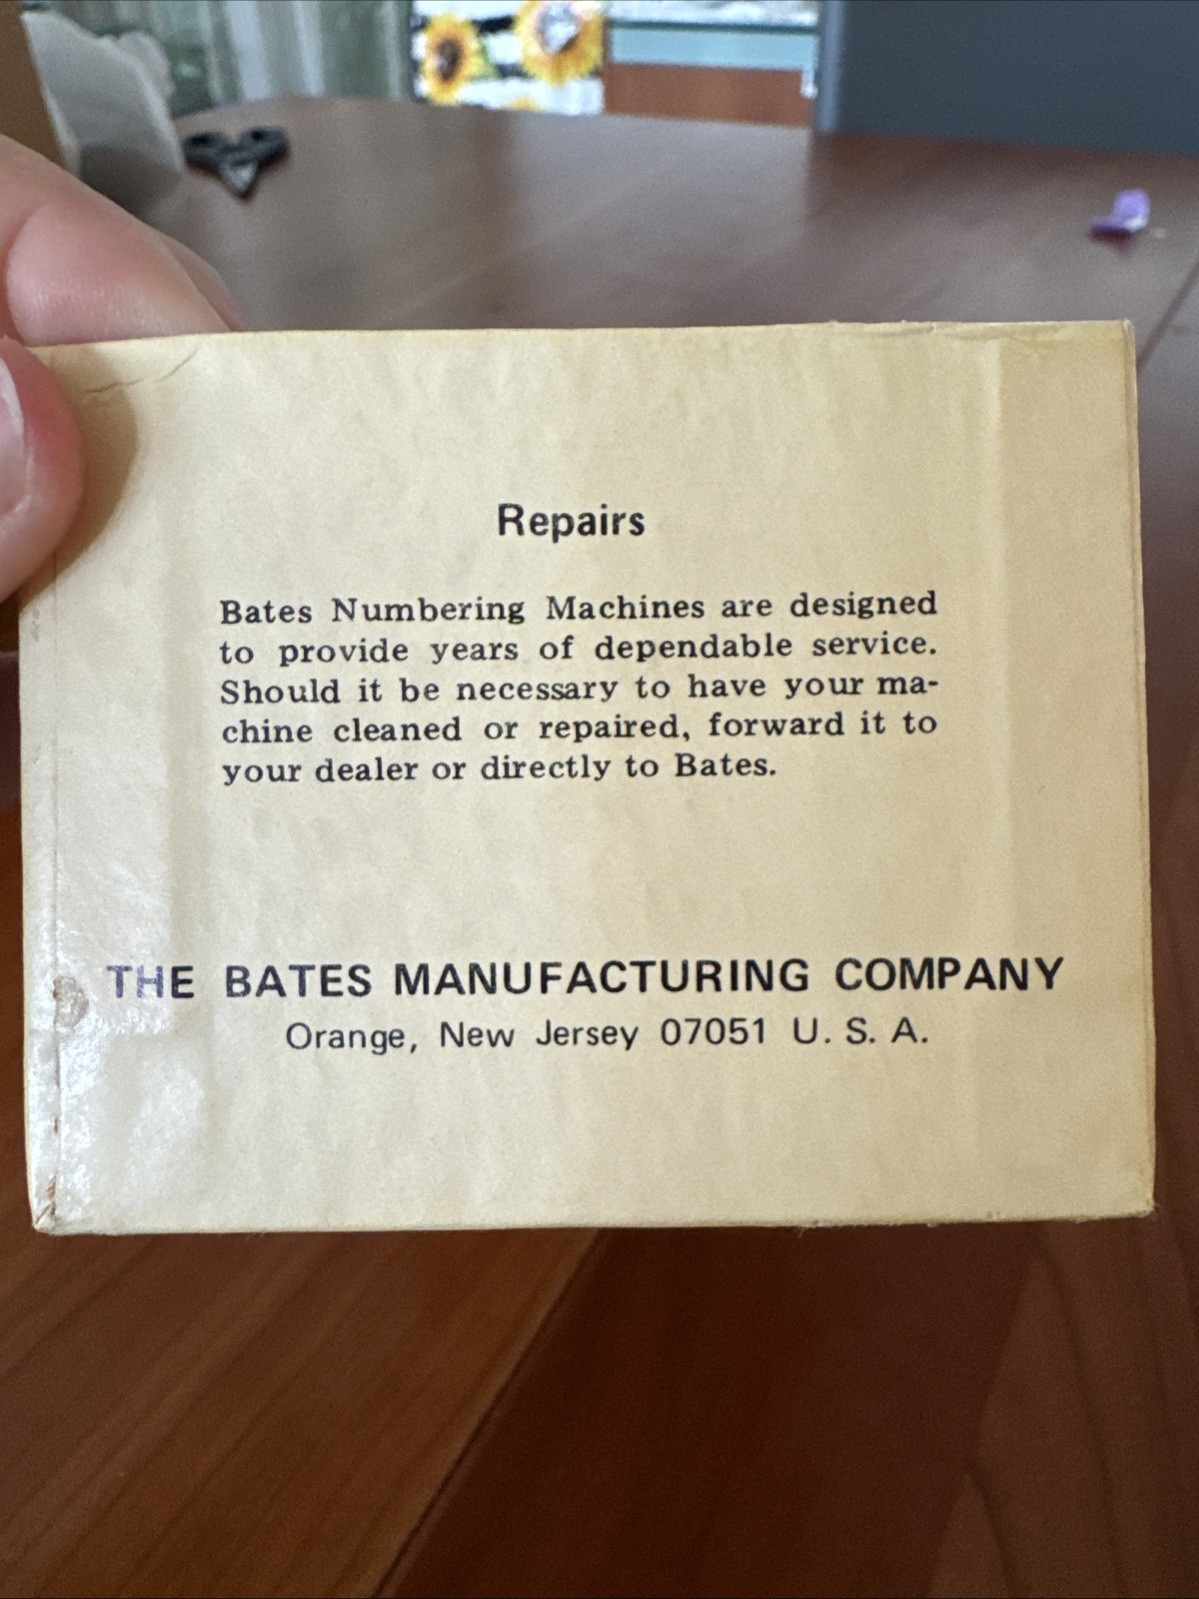 Repairs
Bates Numbering Machines are designed
to provide years of dependable service.
Should it be necessary to have your ma-
chine cleaned or repaired, forward it to
your dealer or directly to Bates.
THE BATES MANUFACTURING COMPANY
Orange, New Jersey 07051 U. S. A.